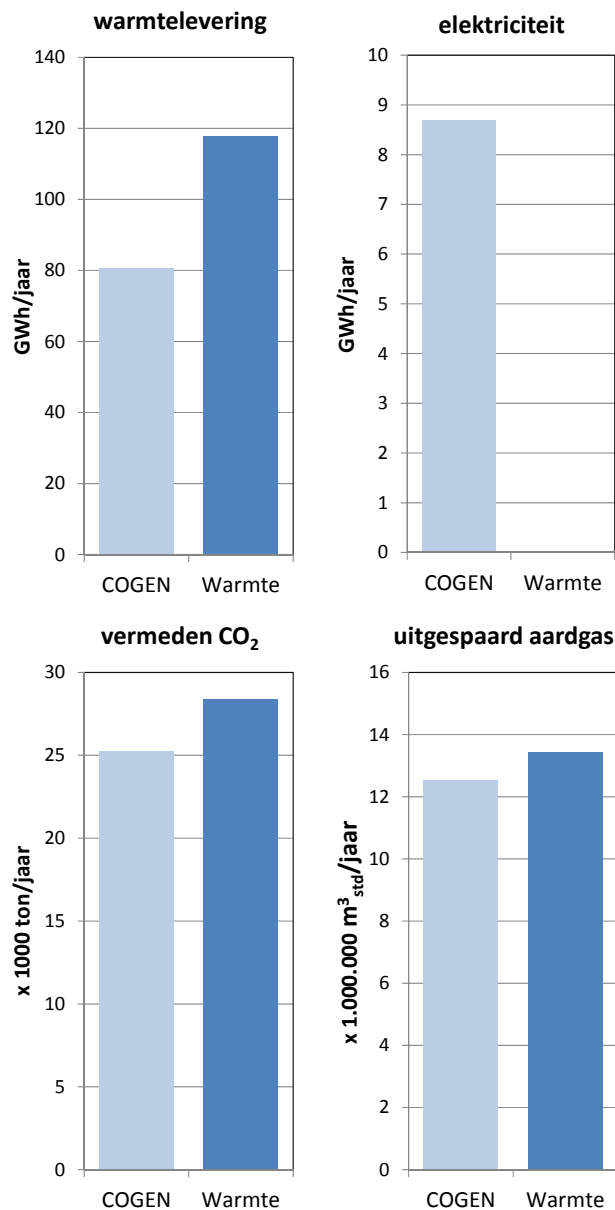 warmtelevering
140
120
100
80
60
40
20
0
GWh/jaar
COGEN Warmte
elektriciteit
10
9
8
7
6
5
4
3
2
1
0
GWh/jaar
COGEN Warmte
vermeden CO₂
30
25
20
15
10
5
0
x 1000 ton/jaar
COGEN Warmte
uitgespaard aardgas
16
14
12
10
8
6
4
2
0
x 1.000.000 m³std/jaar
COGEN Warmte